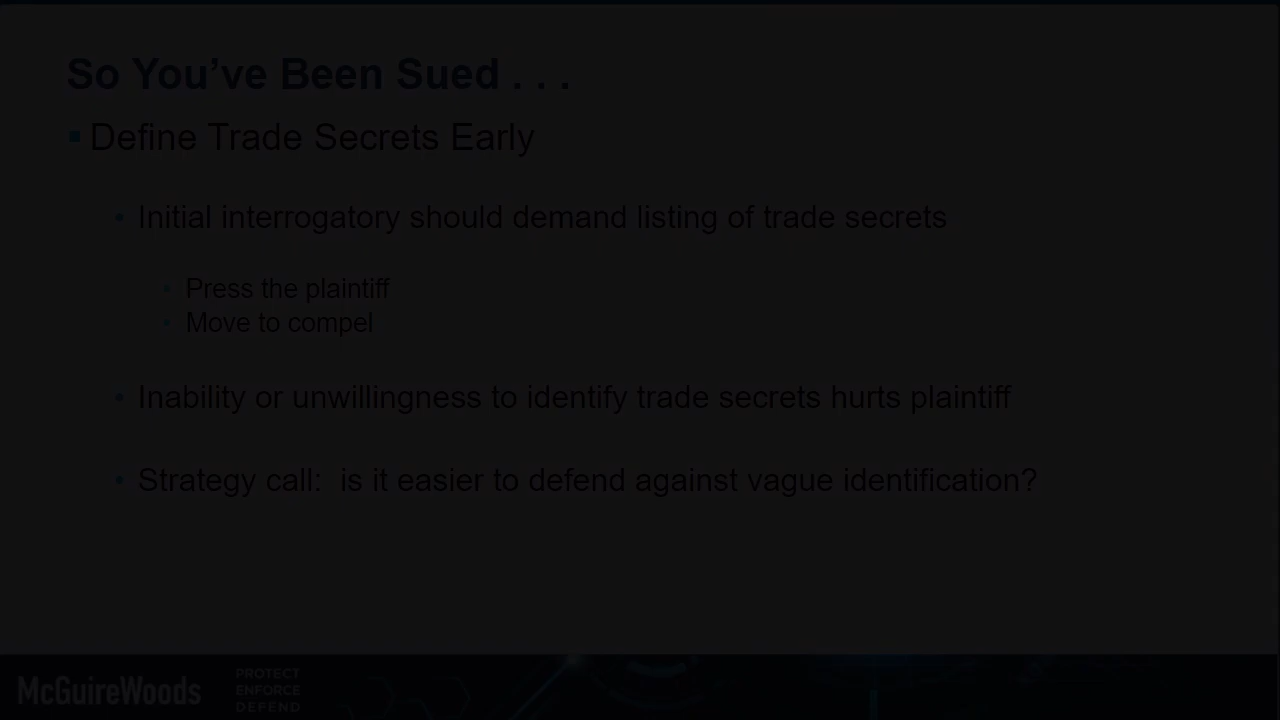 So You’ve Been Sued . . .
Define Trade Secrets Early
Initial interrogatory should demand listing of trade secrets
Press the plaintiff
Move to compel
Inability or unwillingness to identify trade secrets hurts plaintiff
Strategy call:  is it easier to defend against vague identification?
McGuireWoods
PROTECT
ENFORCE
DEFEND